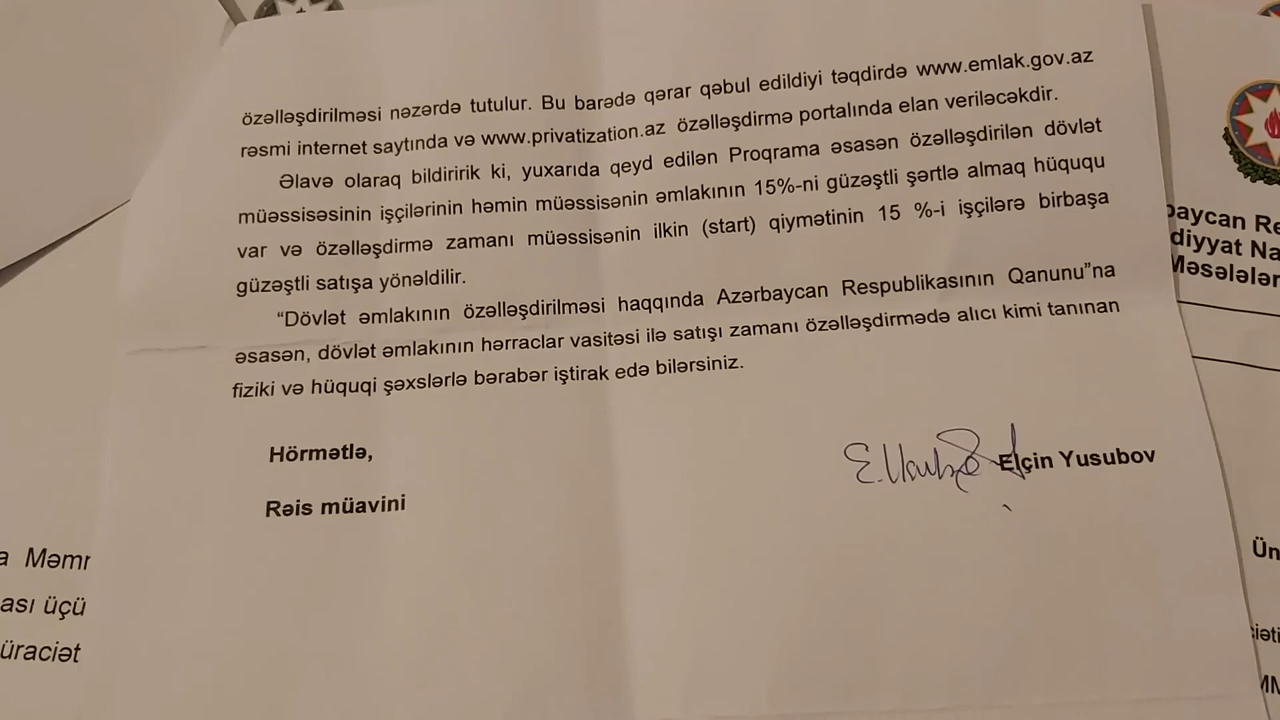 özəlləşdirilməsi nəzərdə tutulur. Bu barədə qərar qəbul edildiyi təqdirdə www.emlak.gov.az
rəsmi internet saytında və www.privatization.az özəlləşdirmə portalında elan veriləcəkdir.
Əlavə olaraq bildiririk ki, yuxarıda qeyd edilən Proqrama əsasən özəlləşdirilən dövlət
müəssisəsinin işçilərinin həmin müəssisənin əmlakının 15%-ni güzəştli şərtlə almaq hüququ
var və özəlləşdirmə zamanı müəssisənin ilkin (start) qiymətinin 15 %-i işçilərə birbaşa
güzəştli satışa yönəldilir.
“Dövlət əmlakının özəlləşdirilməsi haqqında Azərbaycan Respublikasının Qanunu”na
əsasən, dövlət əmlakının hərraclar vasitəsi ilə satışı zamanı özəlləşdirmədə alıcı kimi tanınan
fiziki və hüquqi şəxslərlə bərabər iştirak edə bilərsiniz.
Hörmətlə,
Rəis müavini
Elçin Yusubov
a Məmr
ası üçü
üraciət
baycan Re
diyyat Na
Məsələlər
Ün